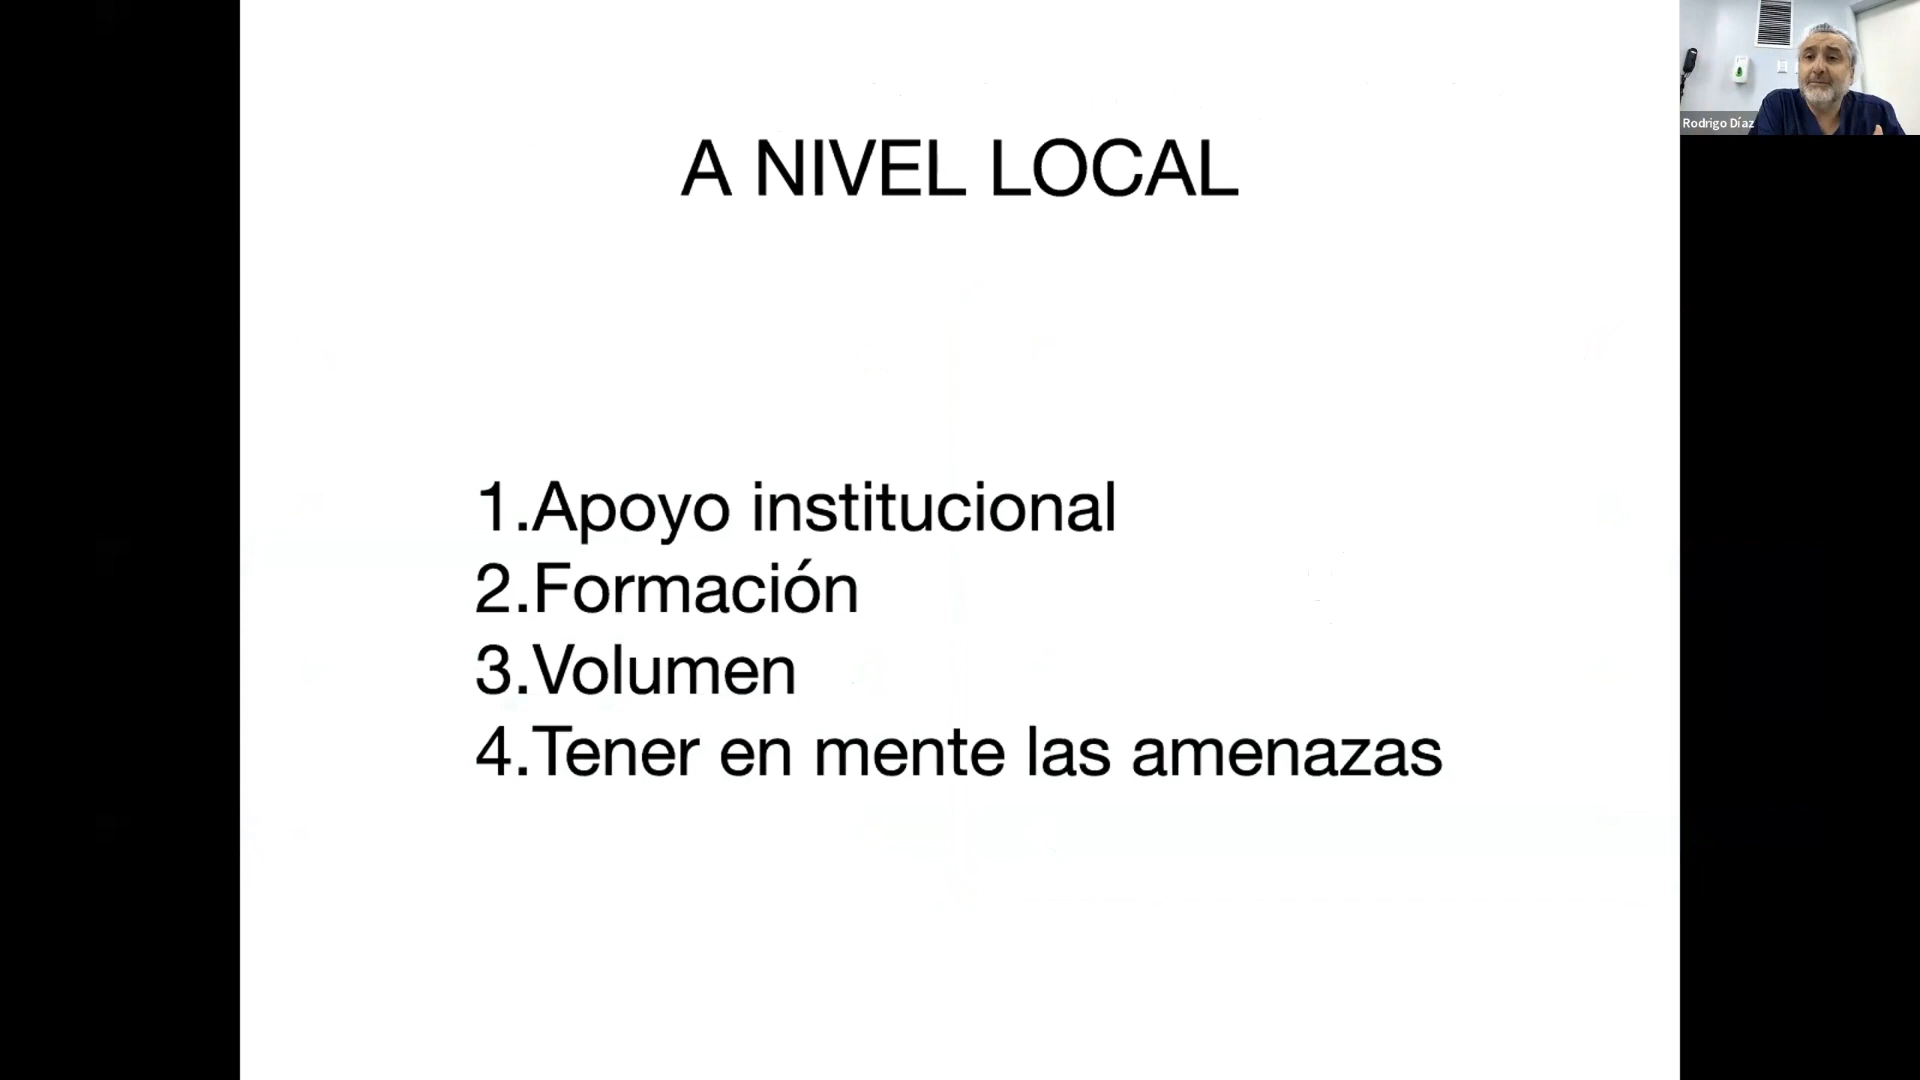 A NIVEL LOCAL
1.Apoyo institucional
2.Formación
3.Volumen
4.Tener en mente las amenazas
Rodrigo Díaz